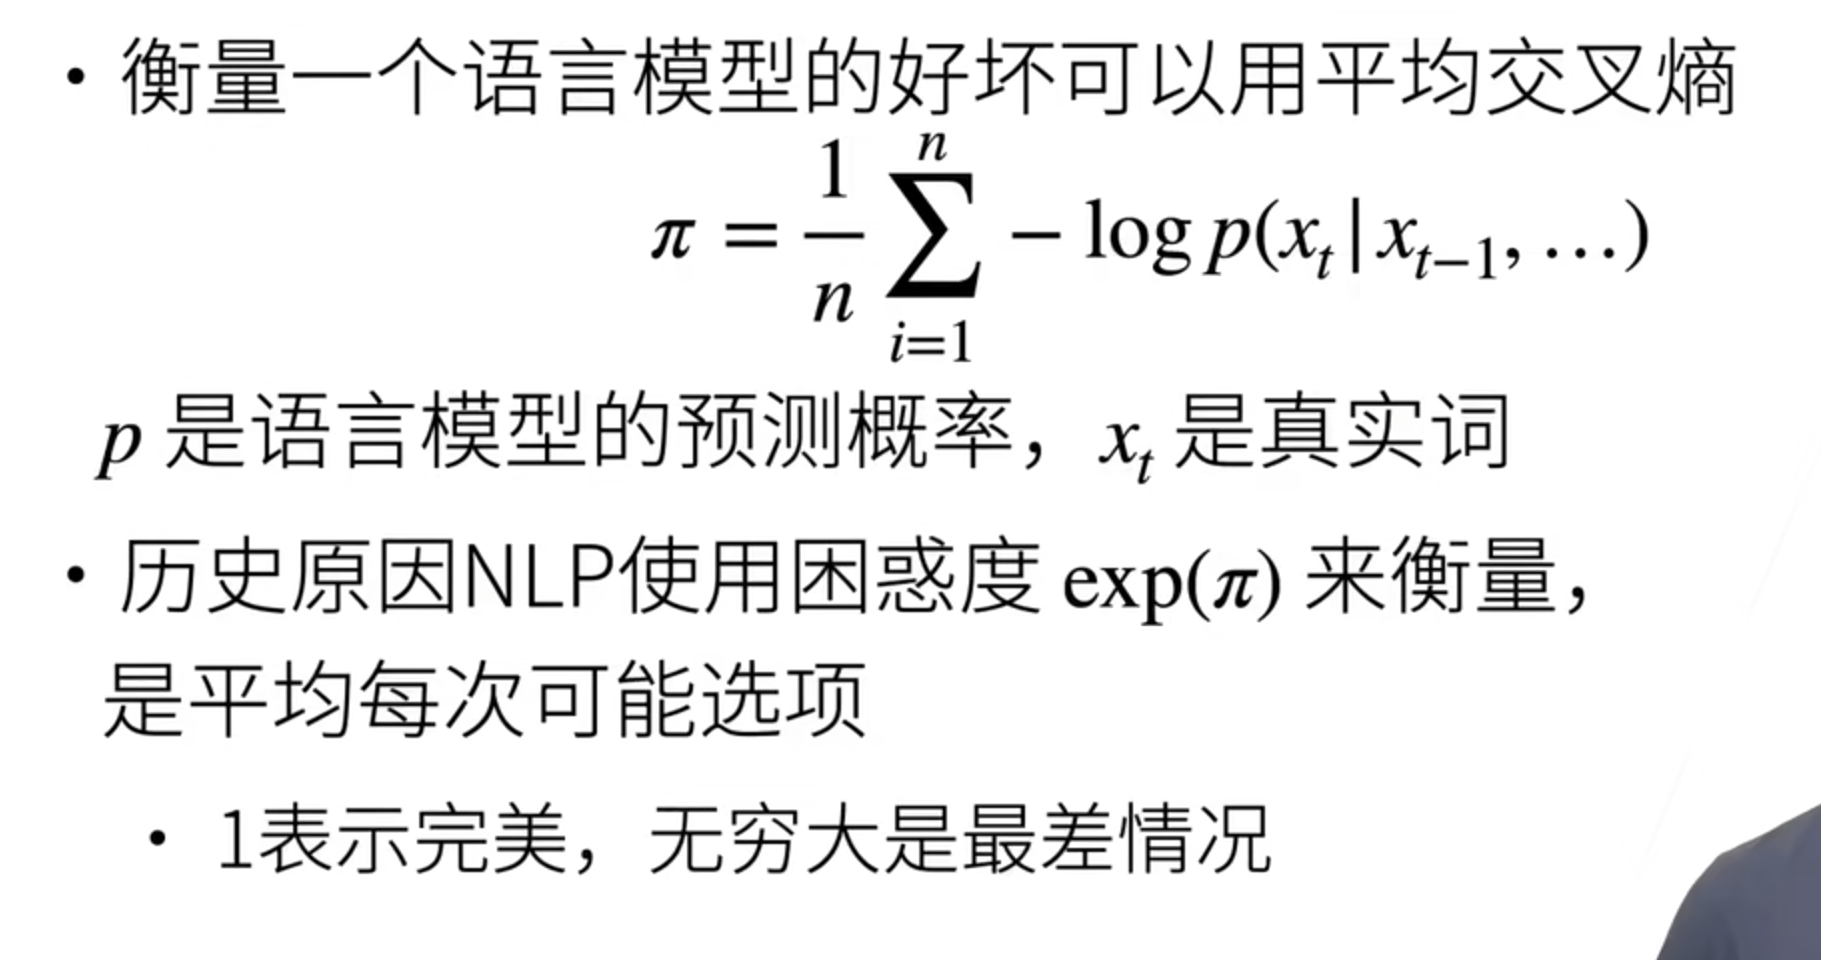 • 衡量一个语言模型的好坏可以用平均交叉熵
π = \frac{1}{n} \sum_{i=1}^{n} − log p(x_t | x_{t−1}, …)
p 是语言模型的预测概率，x_t 是真实词
• 历史原因NLP使用困惑度 exp(π) 来衡量，
是平均每次可能选项
• 1表示完美，无穷大是最差情况